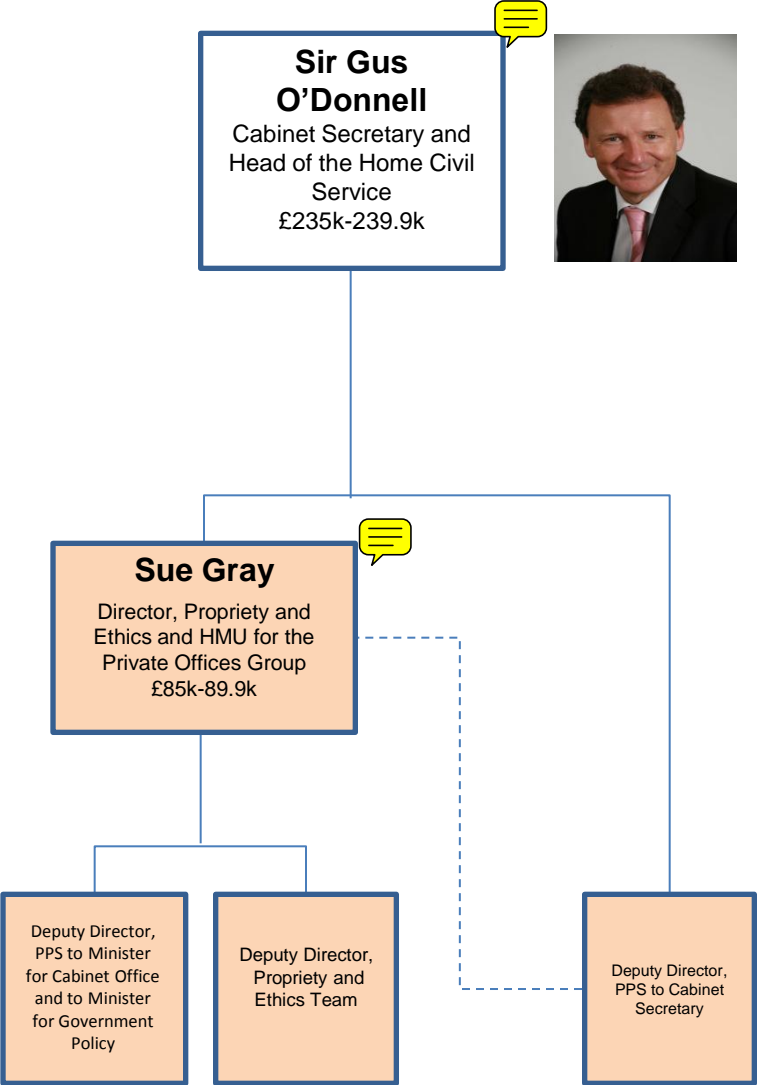 Sir Gus
O’Donnell
Cabinet Secretary and
Head of the Home Civil
Service
£235k-239.9k
Sue Gray
Director, Propriety and
Ethics and HMU for the
Private Offices Group
£85k-89.9k
Deputy Director,
PPS to Minister
for Cabinet Office
and to Minister
for Government
Policy
Deputy Director,
Propriety and
Ethics Team
Deputy Director,
PPS to Cabinet
Secretary